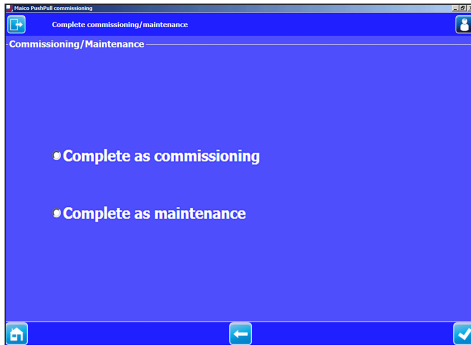 Maico PushPull commissioning
Complete commissioning/maintenance
Commissioning/Maintenance
Complete as commissioning
Complete as maintenance